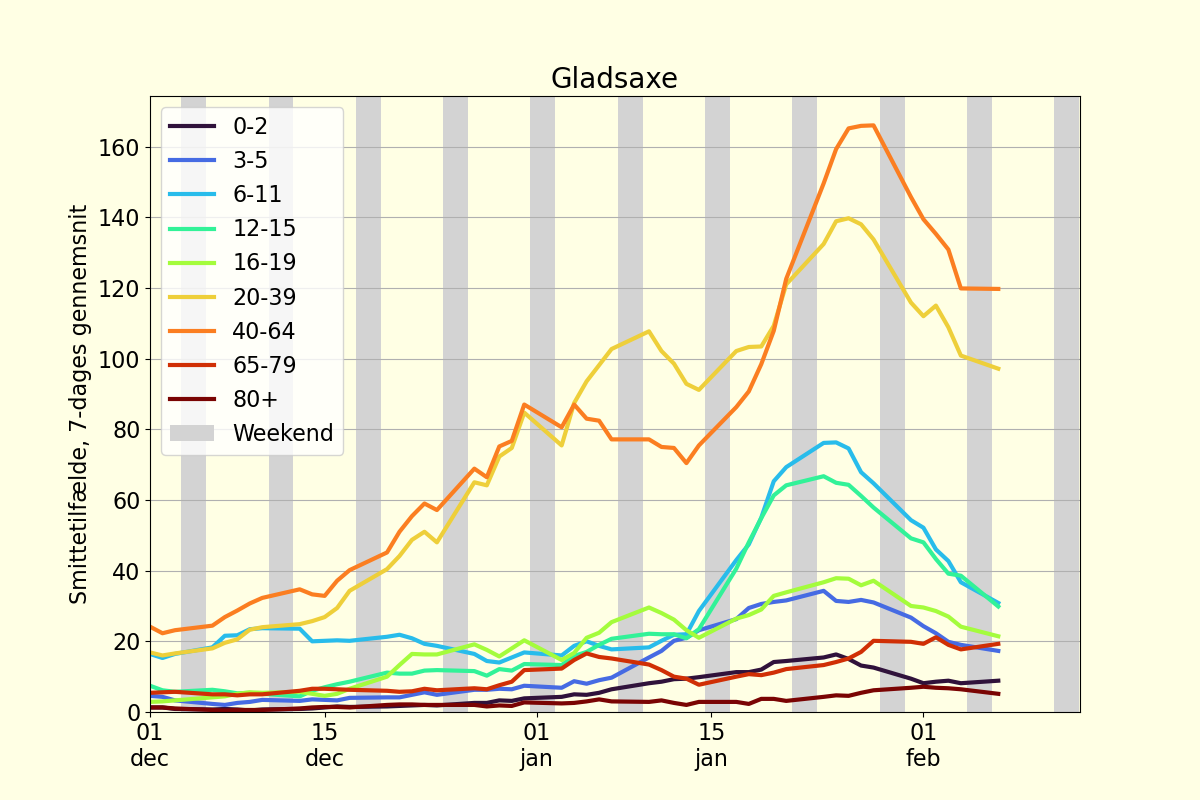 Gladsaxe
Smittetilfælde, 7-dages gennemsnit
160
140
120
100
80
60
40
20
0
0-2
3-5
6-11
12-15
16-19
20-39
40-64
65-79
80+
Weekend
01 dec
15 dec
01 jan
15 jan
01 feb